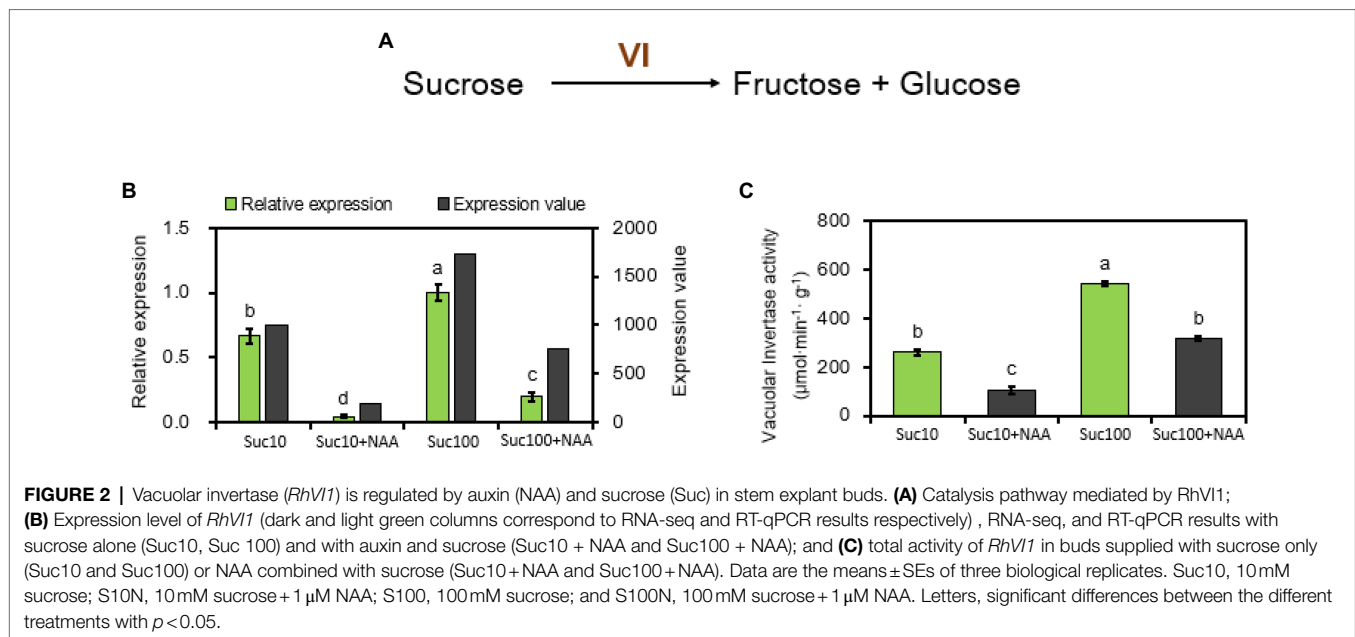 A
VI
Sucrose → Fructose + Glucose
B
Relative expression Expression value
Relative expression
1.5
1.0
0.5
0.0
b
d
a
c
2000
1500
1000
500
0
Expression value
Suc10 Suc10+NAA Suc100 Suc100+NAA
C
Vacuolar Invertase activity
(µmol·min⁻¹· g⁻¹)
800
600
400
200
0
b
c
a
b
Suc10 Suc10+NAA Suc100 Suc100+NAA
FIGURE 2 | Vacuolar invertase (RhVI1) is regulated by auxin (NAA) and sucrose (Suc) in stem explant buds. (A) Catalysis pathway mediated by RhVI1;
(B) Expression level of RhVI1 (dark and light green columns correspond to RNA-seq and RT-qPCR results respectively) , RNA-seq, and RT-qPCR results with
sucrose alone (Suc10, Suc 100) and with auxin and sucrose (Suc10 + NAA and Suc100 + NAA); and (C) total activity of RhVI1 in buds supplied with sucrose only
(Suc10 and Suc100) or NAA combined with sucrose (Suc10+NAA and Suc100+NAA). Data are the means±SEs of three biological replicates. Suc10, 10mM
sucrose; S10N, 10mM sucrose+1μM NAA; S100, 100mM sucrose; and S100N, 100mM sucrose+1μM NAA. Letters, significant differences between the different
treatments with p<0.05.